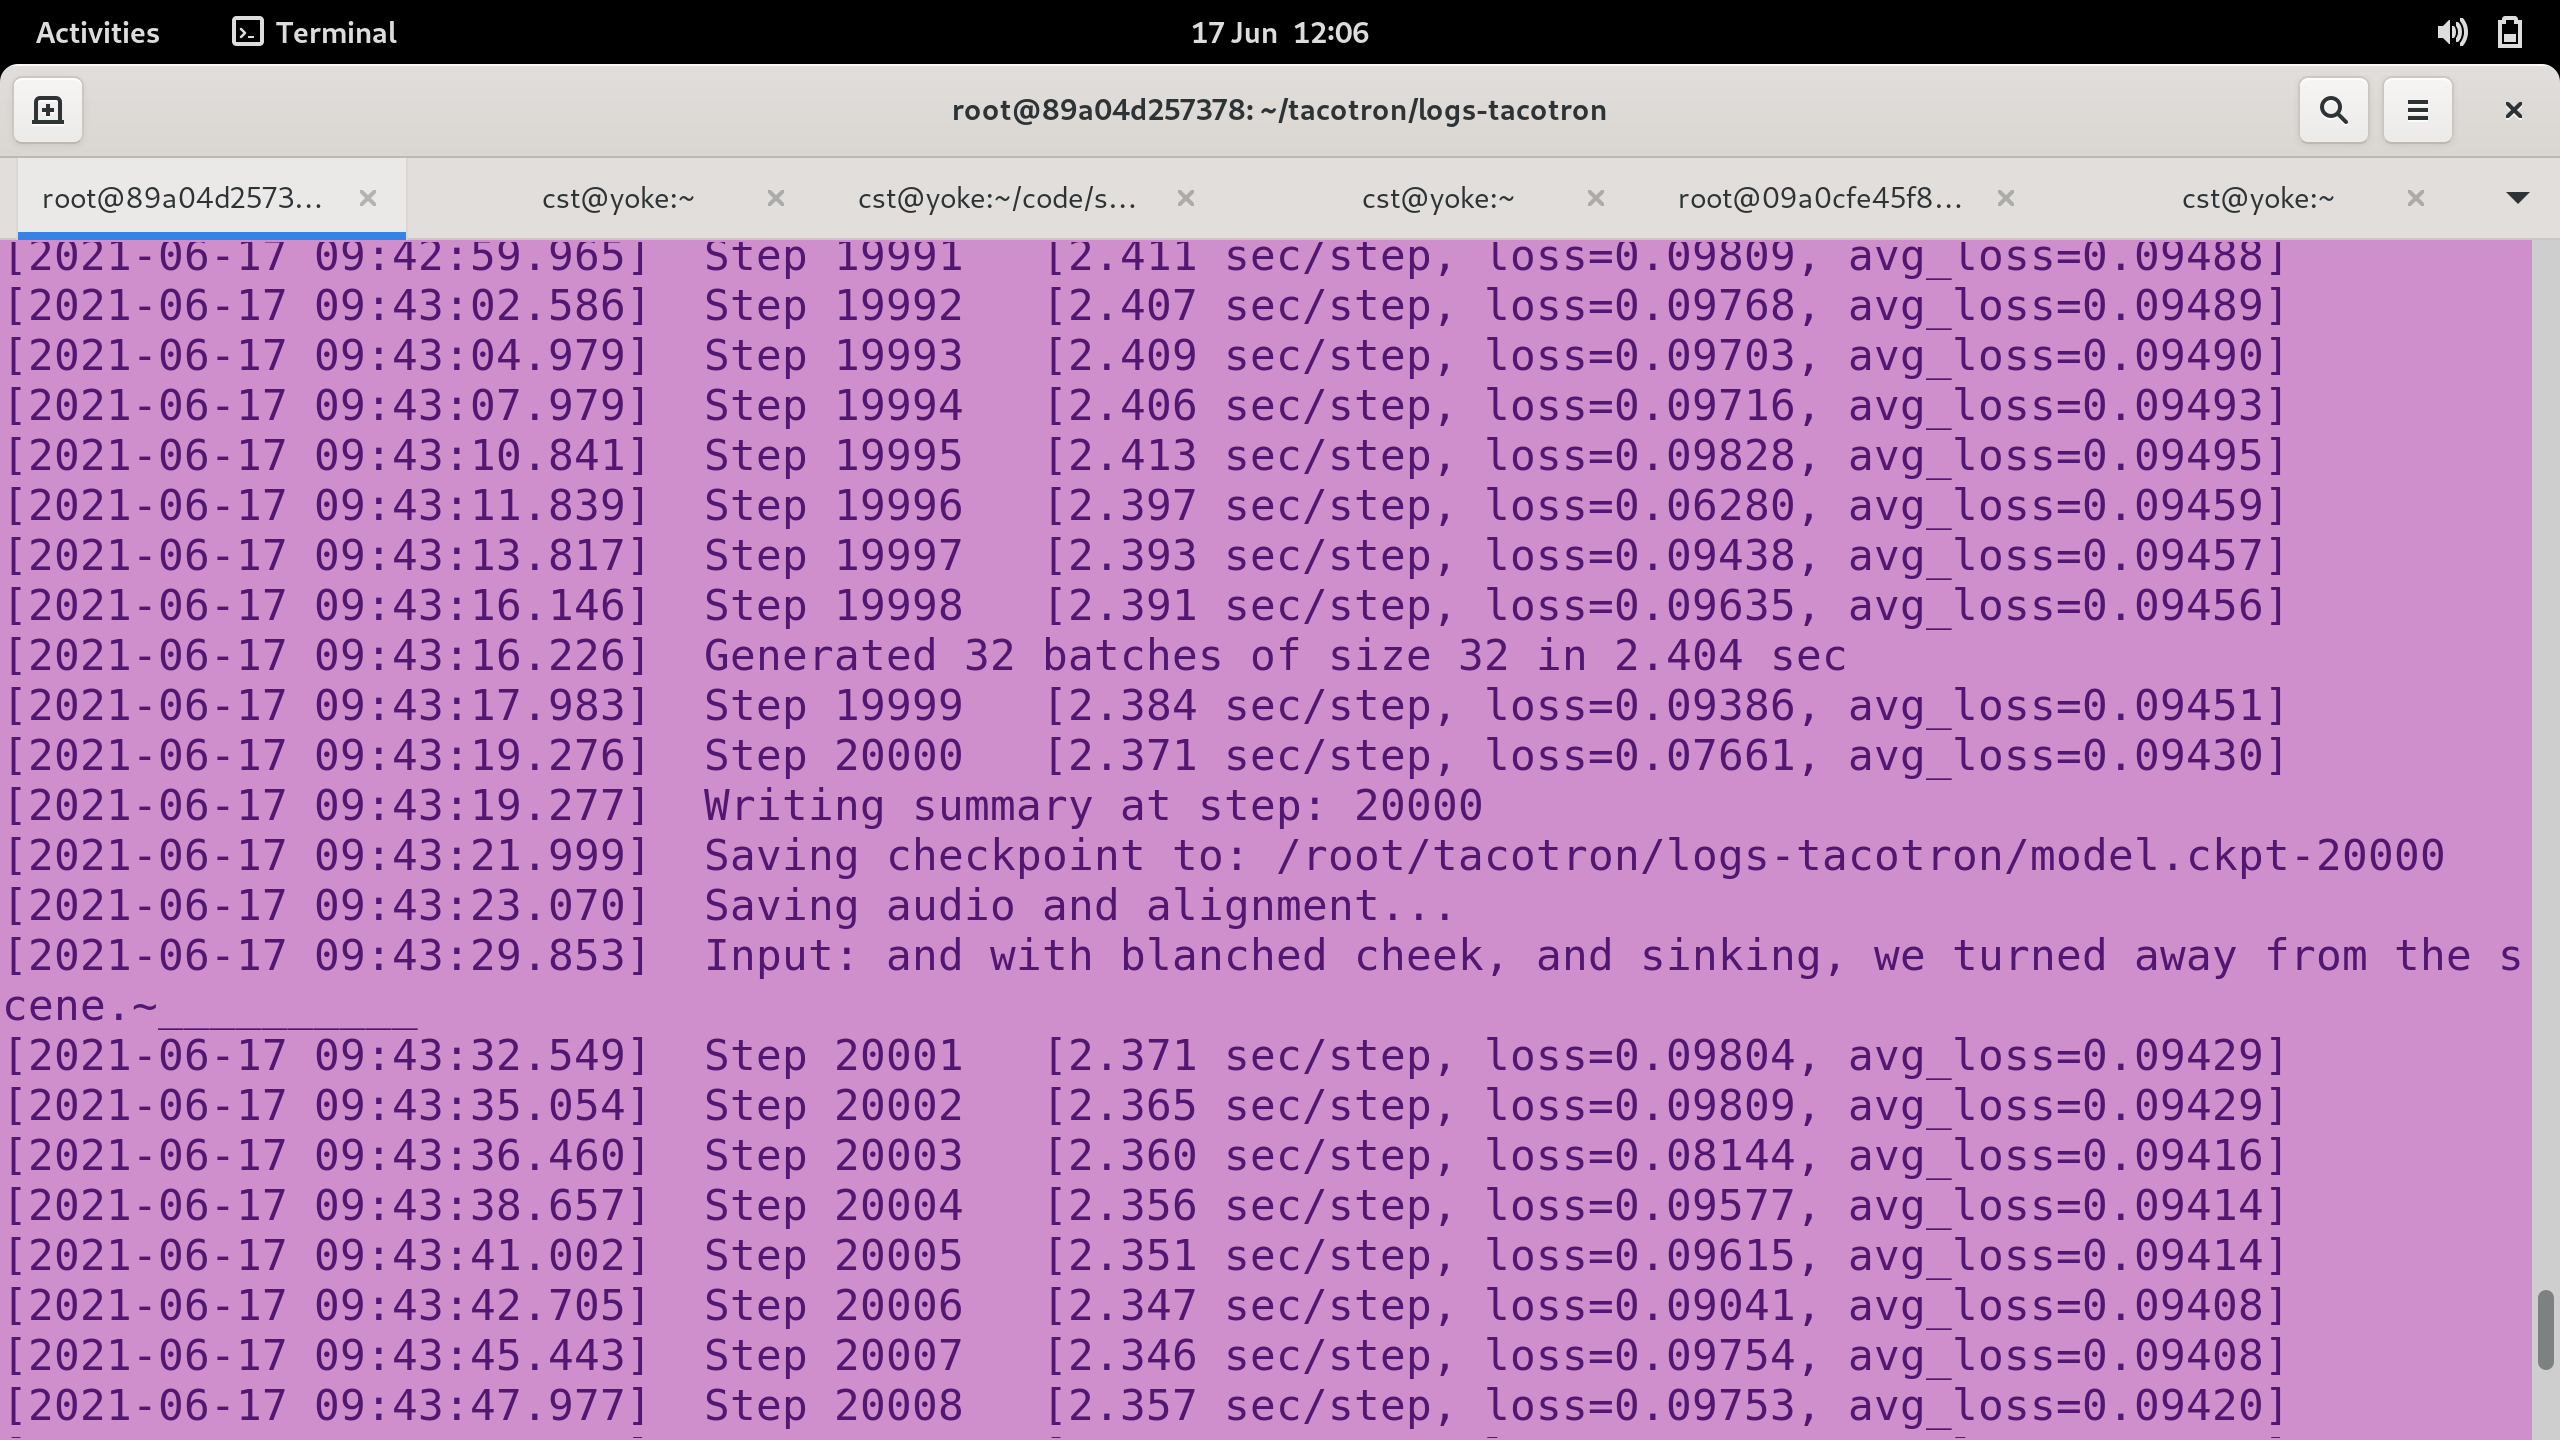 Activities Terminal 17 Jun 12:06
root@89a04d257378: ~/tacotron/logs-tacotron
root@89a04d2573... cst@yoke:~ cst@yoke:~/code/s... cst@yoke:~ root@09a0cfe45f8... cst@yoke:~
[2021-06-17 09:42:59.965] Step 19991 [2.411 sec/step, loss=0.09809, avg_loss=0.09488]
[2021-06-17 09:43:02.586] Step 19992 [2.407 sec/step, loss=0.09768, avg_loss=0.09489]
[2021-06-17 09:43:04.979] Step 19993 [2.409 sec/step, loss=0.09703, avg_loss=0.09490]
[2021-06-17 09:43:07.979] Step 19994 [2.406 sec/step, loss=0.09716, avg_loss=0.09493]
[2021-06-17 09:43:10.841] Step 19995 [2.413 sec/step, loss=0.09828, avg_loss=0.09495]
[2021-06-17 09:43:11.839] Step 19996 [2.397 sec/step, loss=0.06280, avg_loss=0.09459]
[2021-06-17 09:43:13.817] Step 19997 [2.393 sec/step, loss=0.09438, avg_loss=0.09457]
[2021-06-17 09:43:16.146] Step 19998 [2.391 sec/step, loss=0.09635, avg_loss=0.09456]
[2021-06-17 09:43:16.226] Generated 32 batches of size 32 in 2.404 sec
[2021-06-17 09:43:17.983] Step 19999 [2.384 sec/step, loss=0.09386, avg_loss=0.09451]
[2021-06-17 09:43:19.276] Step 20000 [2.371 sec/step, loss=0.07661, avg_loss=0.09430]
[2021-06-17 09:43:19.277] Writing summary at step: 20000
[2021-06-17 09:43:21.999] Saving checkpoint to: /root/tacotron/logs-tacotron/model.ckpt-20000
[2021-06-17 09:43:23.070] Saving audio and alignment...
[2021-06-17 09:43:29.853] Input: and with blanched cheek, and sinking, we turned away from the s
cene.~__________
[2021-06-17 09:43:32.549] Step 20001 [2.371 sec/step, loss=0.09804, avg_loss=0.09429]
[2021-06-17 09:43:35.054] Step 20002 [2.365 sec/step, loss=0.09809, avg_loss=0.09429]
[2021-06-17 09:43:36.460] Step 20003 [2.360 sec/step, loss=0.08144, avg_loss=0.09416]
[2021-06-17 09:43:38.657] Step 20004 [2.356 sec/step, loss=0.09577, avg_loss=0.09414]
[2021-06-17 09:43:41.002] Step 20005 [2.351 sec/step, loss=0.09615, avg_loss=0.09414]
[2021-06-17 09:43:42.705] Step 20006 [2.347 sec/step, loss=0.09041, avg_loss=0.09408]
[2021-06-17 09:43:45.443] Step 20007 [2.346 sec/step, loss=0.09754, avg_loss=0.09408]
[2021-06-17 09:43:47.977] Step 20008 [2.357 sec/step, loss=0.09753, avg_loss=0.09420]